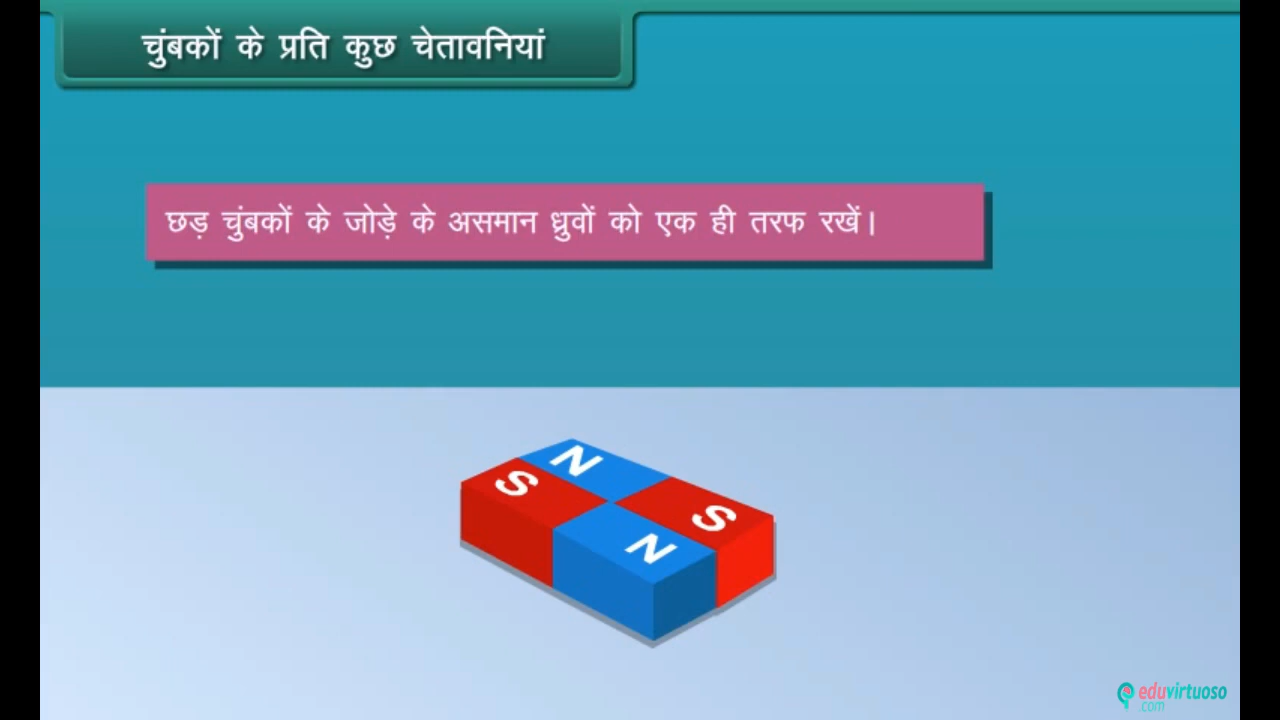 चुंबकों के प्रति कुछ चेतावनियां
छड़ चुंबकों के जोड़े के असमान ध्रुवों को एक ही तरफ रखें।
N
S
S
N
eduvirtuoso
.com